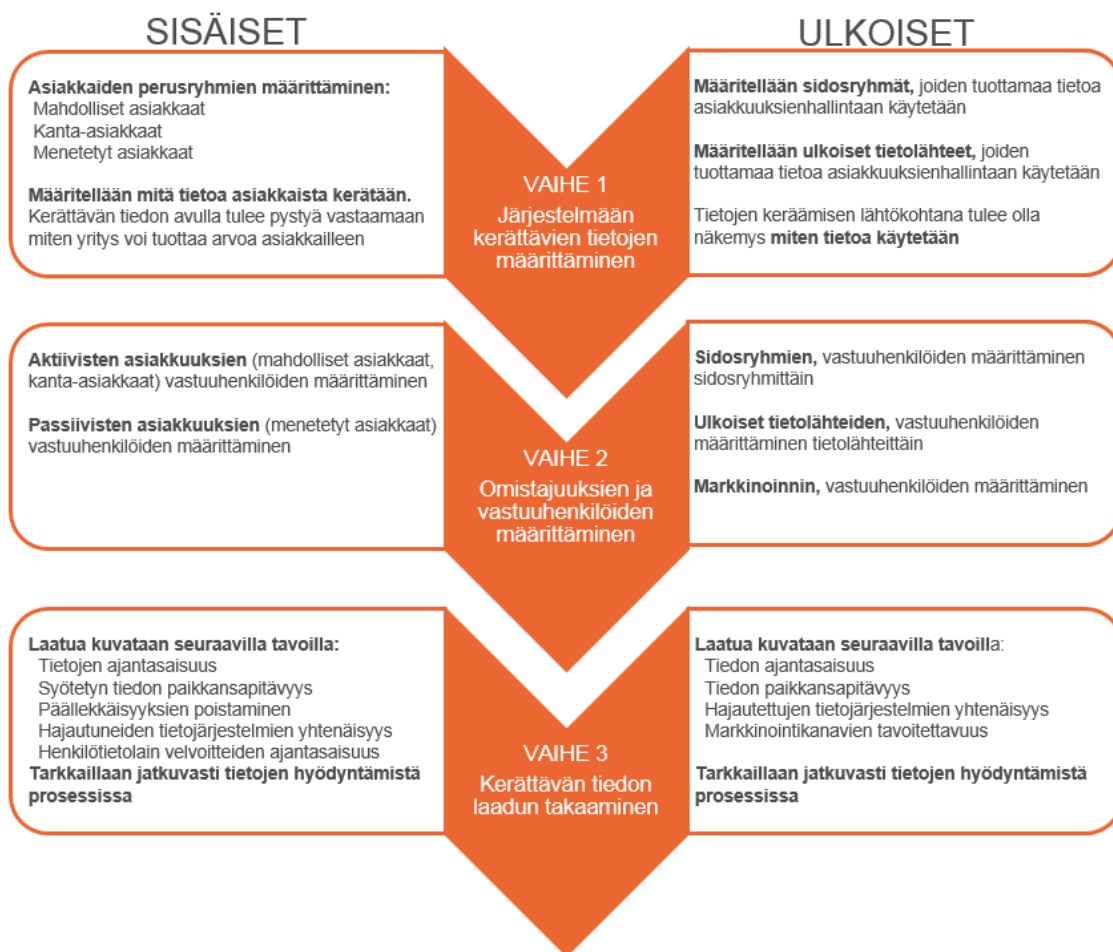 SISÄISET
ULKOISET
Asiakkaiden perusryhmien määrittäminen:
Mahdolliset asiakkaat
Kanta-asiakkaat
Menetetyt asiakkaat
Määritellään mitä tietoa asiakkaista kerätään.
Kerättävän tiedon avulla tulee pystyä vastaamaan
miten yritys voi tuottaa arvoa asiakkailleen
VAIHE 1
Järjestelmään
kerättävien tietojen
määrittäminen
Määritellään sidosryhmät, joiden tuottamaa tietoa
asiakkuuksienhallintaan käytetään
Määritellään ulkoiset tietolähteet, joiden
tuottamaa tietoa asiakkuuksienhallintaan käytetään
Tietojen keräämisen lähtökohtana tulee olla
näkemys miten tietoa käytetään
Aktiivisten asiakkuuksien (mahdolliset asiakkaat,
kanta-asiakkaat) vastuuhenkilöiden määrittäminen
Passiivisten asiakkuuksien (menetetyt asiakkaat)
vastuuhenkilöiden määrittäminen
VAIHE 2
Omistajuuksien ja
vastuuhenkilöiden
määrittäminen
Sidosryhmien, vastuuhenkilöiden määrittäminen
sidosryhmittäin
Ulkoiset tietolähteiden, vastuuhenkilöiden
määrittäminen tietolähteittäin
Markkinoinnin, vastuuhenkilöiden määrittäminen
Laatua kuvataan seuraavilla tavoilla:
Tietojen ajantasaisuus
Syötetyn tiedon paikkansapitävyys
Päällekkäisyyksien poistaminen
Hajautuneiden tietojärjestelmien yhtenäisyys
Henkilötietolain velvoitteiden ajantasaisuus
Tarkkaillaan jatkuvasti tietojen hyödyntämistä
prosessissa
VAIHE 3
Kerättävän tiedon
laadun takaaminen
Laatua kuvataan seuraavilla tavoilla:
Tiedon ajantasaisuus
Tiedon paikkansapitävyys
Hajautettujen tietojärjestelmien yhtenäisyys
Markkinointikanavien tavoitettavuus
Tarkkaillaan jatkuvasti tietojen hyödyntämistä
prosessissa